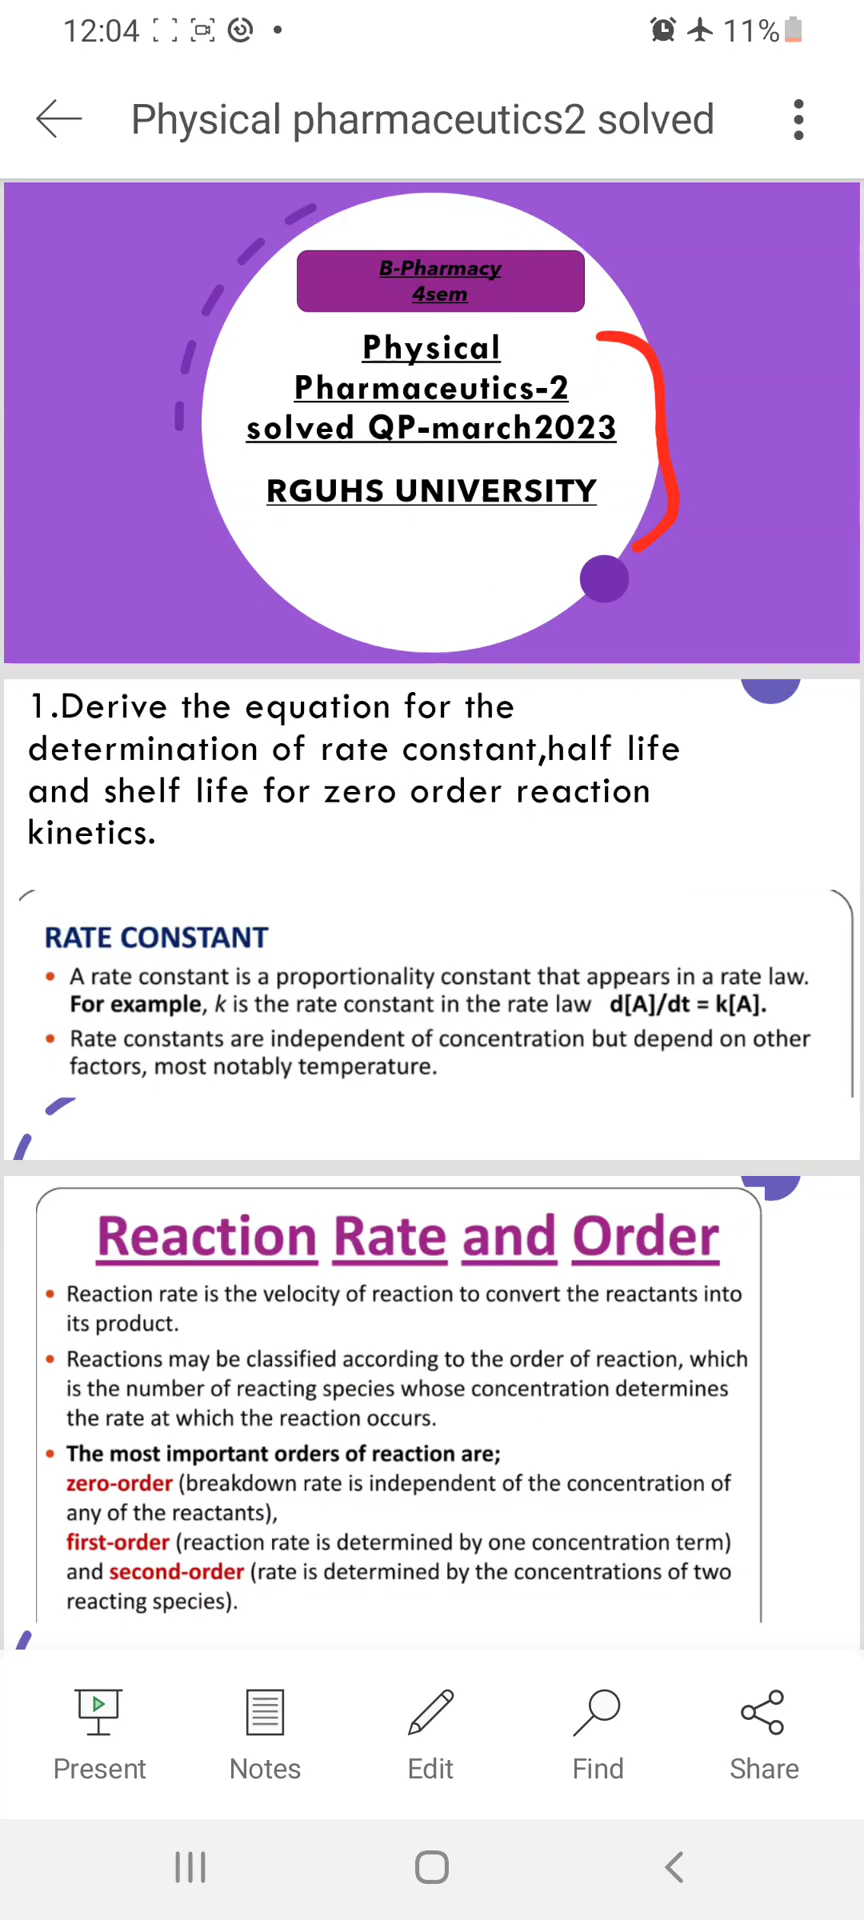 12:04
11%
Physical pharmaceutics2 solved
B-Pharmacy
4sem
Physical
Pharmaceutics-2
solved QP-march2023
RGUHS UNIVERSITY
1.Derive the equation for the
determination of rate constant,half life
and shelf life for zero order reaction
kinetics.
RATE CONSTANT
• A rate constant is a proportionality constant that appears in a rate law.
For example, k is the rate constant in the rate law d[A]/dt = k[A].
• Rate constants are independent of concentration but depend on other
factors, most notably temperature.
Reaction Rate and Order
• Reaction rate is the velocity of reaction to convert the reactants into
its product.
• Reactions may be classified according to the order of reaction, which
is the number of reacting species whose concentration determines
the rate at which the reaction occurs.
• The most important orders of reaction are;
zero-order (breakdown rate is independent of the concentration of
any of the reactants),
first-order (reaction rate is determined by one concentration term)
and second-order (rate is determined by the concentrations of two
reacting species).
Present Notes Edit Find Share